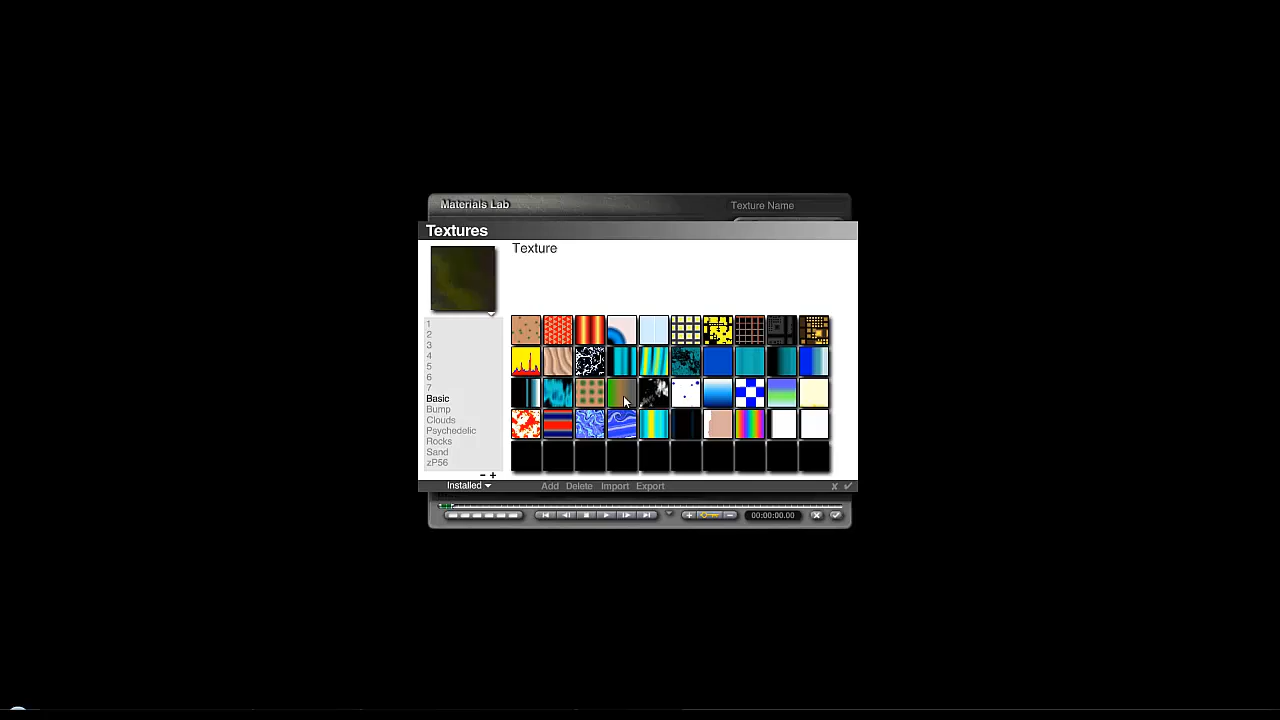 Materials Lab
Texture Name
Textures
Texture
1
2
3
4
5
6
7
Basic
Bump
Clouds
Psychedelic
Rocks
Sand
zP56
Installed
Add Delete Import Export
00:00:00.00